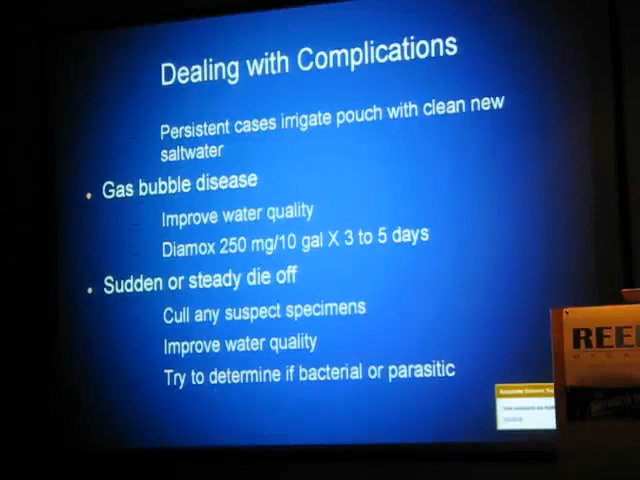 Dealing with Complications
Persistent cases irrigate pouch with clean new
saltwater
• Gas bubble disease
Improve water quality
Diamox 250 mg/10 gal X 3 to 5 days
• Sudden or steady die off
Cull any suspect specimens
Improve water quality
Try to determine if bacterial or parasitic
REE